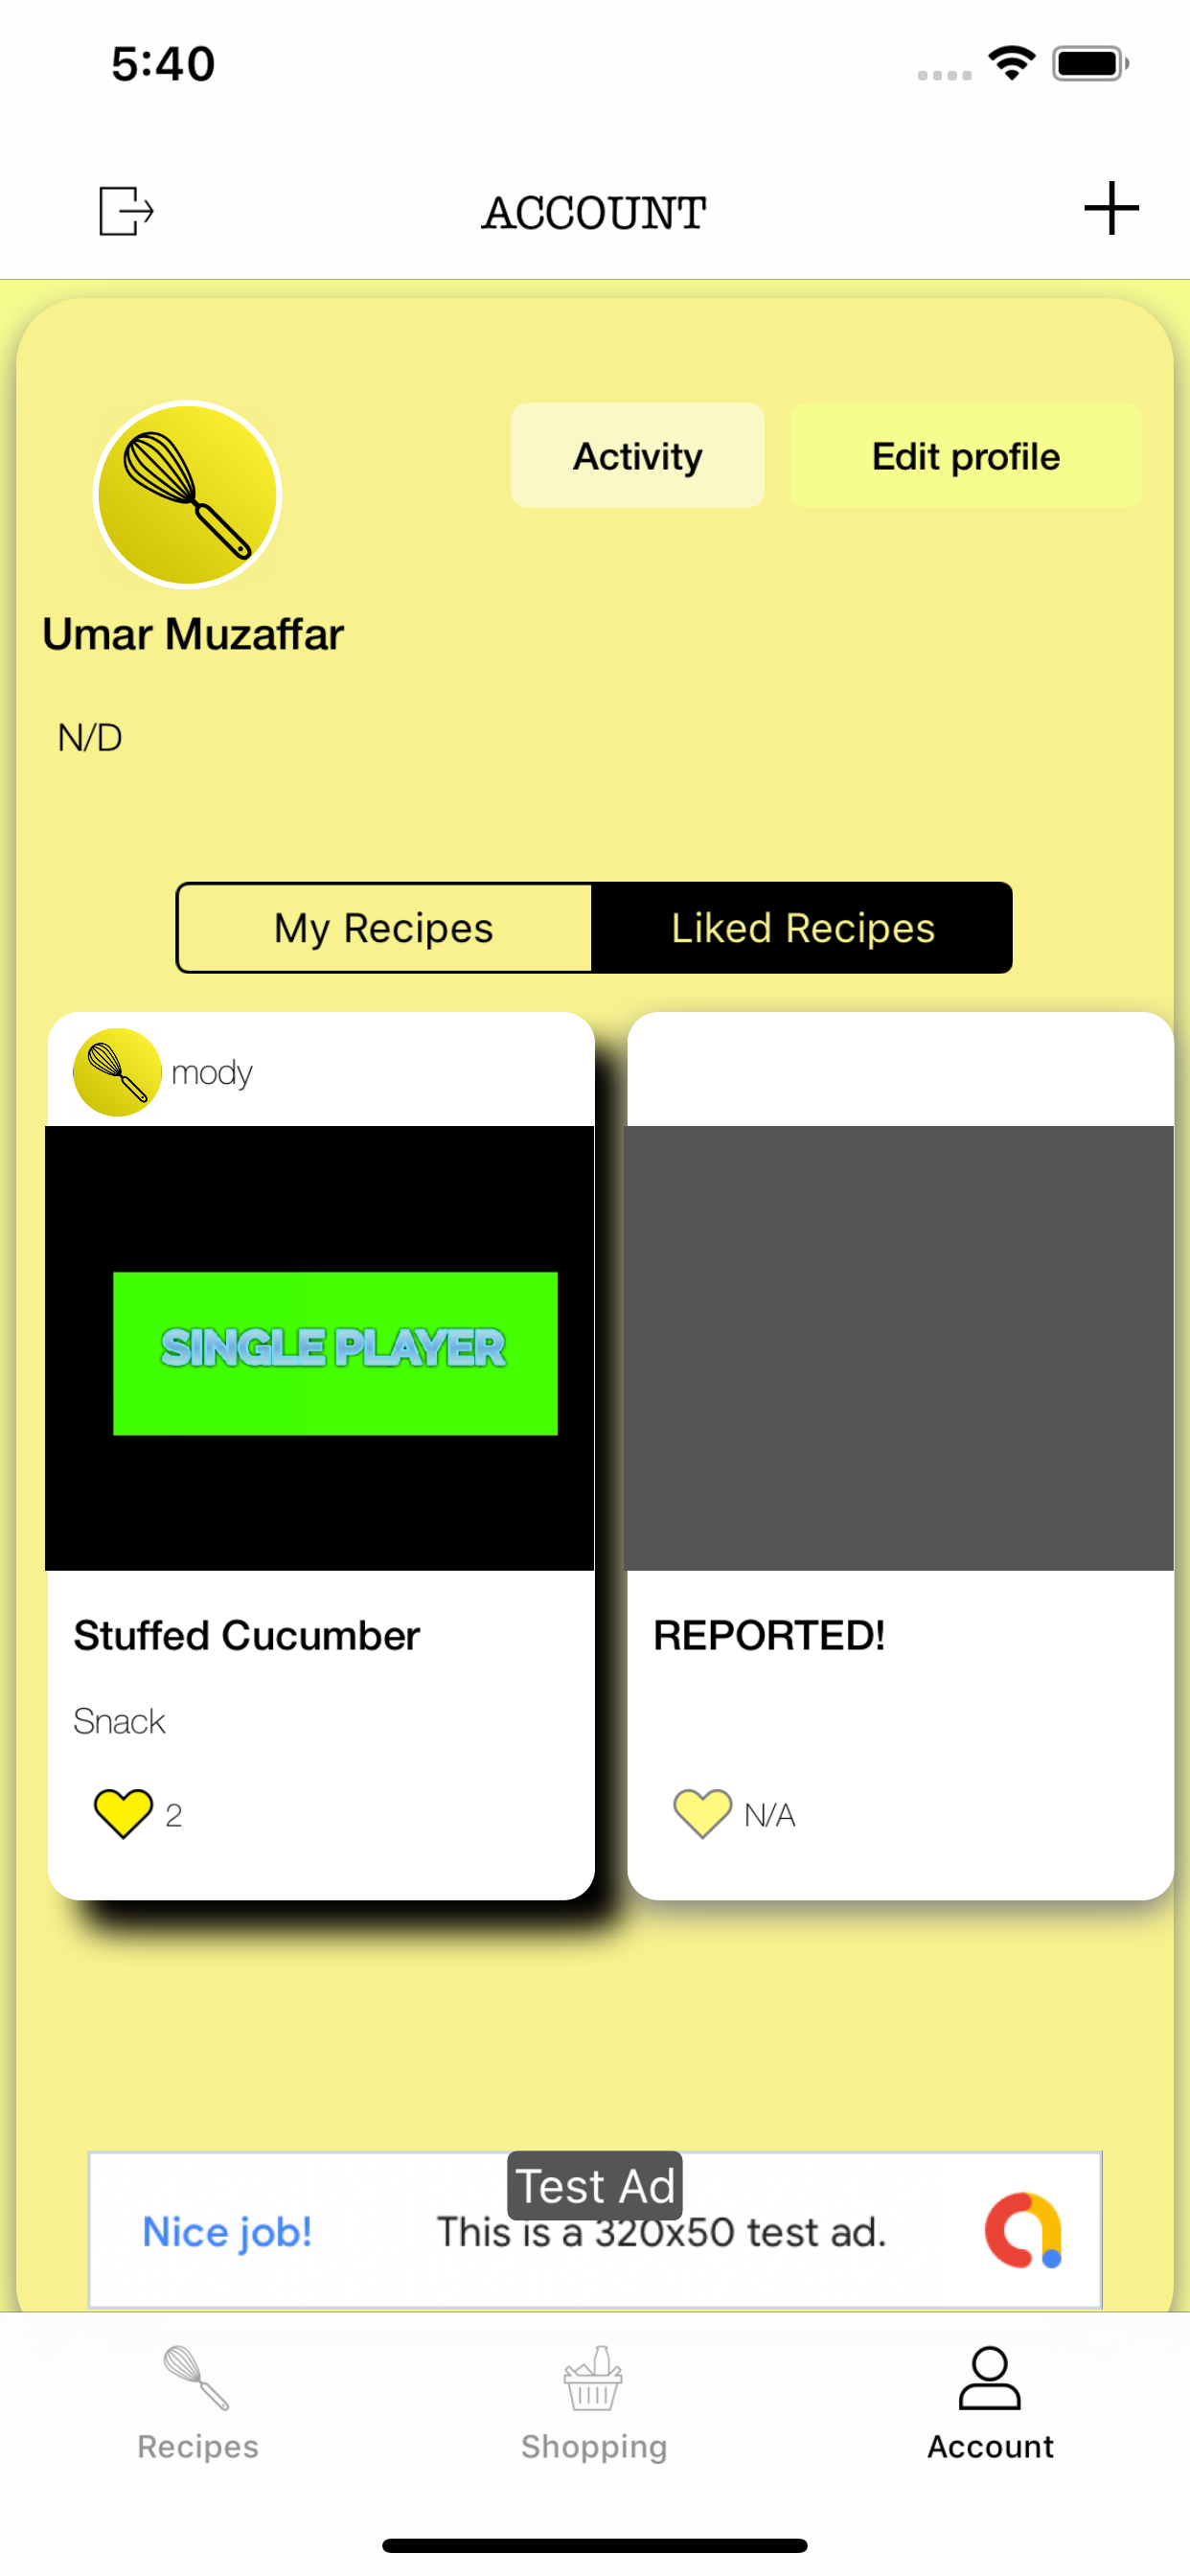 5:40
ACCOUNT
Activity
Edit profile
Umar Muzaffar
N/D
My Recipes
Liked Recipes
mody
SINGLE PLAYER
Stuffed Cucumber
REPORTED!
Snack
2
N/A
Test Ad
Nice job!
This is a 320x50 test ad.
Recipes
Shopping
Account